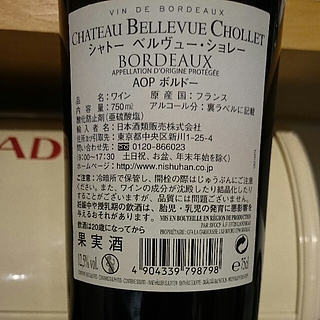 VIN DE BORDEAUX
CHATEAU BELLEVUE CHOLLET
シャトー ベルヴュー・ショレー
BORDEAUX
APPELLATION D'ORIGINE PROTÉGÉE
AOP ボルドー
品 名:ワイン 原 産 国:フランス
内 容 量:750ml アルコール分:裏ラベルに記載
酸化防止剤(亜硫酸塩)
輸 入 者:日本酒類販売株式会社
東京都中央区新川1-25-4
0120-866023
(9:00~17:30 土日祝、お盆、年末年始を除く)
ホームページ:www.nishuhan.co.jp
ご注意:冷暗所で保管し、開栓の際はじゅうぶんにご注
意ください。また、ワインの成分が沈殿したり結晶したり
することがございますが、品質には問題ありません。
妊娠中や授乳期の飲酒は、胎児・乳児の発育に悪影響を
与えるおそれがあります。
MIS EN BOUTEILLE EN RÉGION DE PRODUCTION
飲酒は20歳になってから
果 実 酒
12.5% vol.
75cl
4 904339 798798
AD